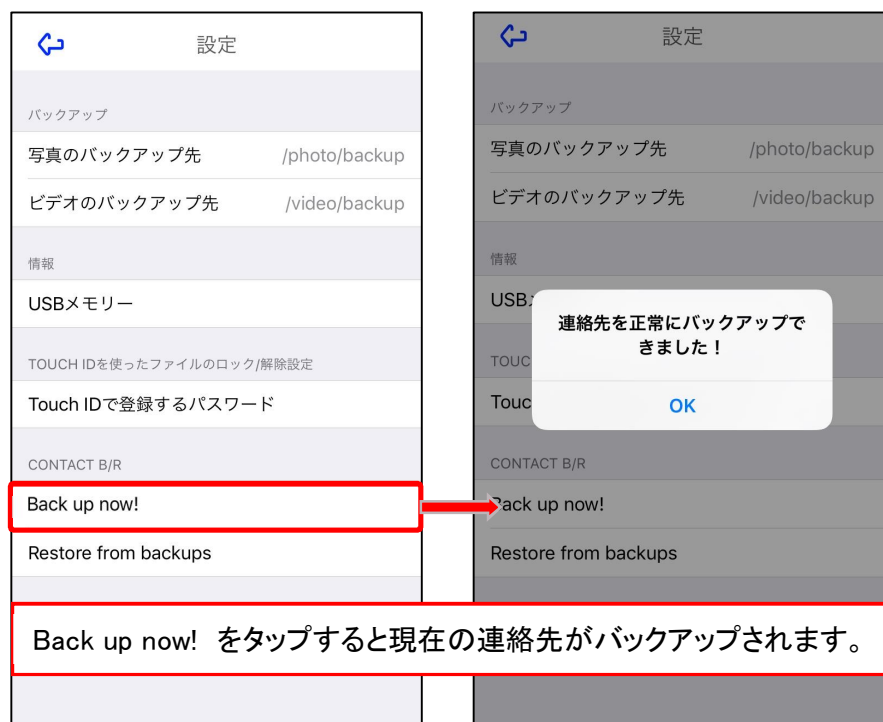 設定
バックアップ
写真のバックアップ先 /photo/backup
ビデオのバックアップ先 /video/backup
情報
USBメモリー
TOUCH IDを使ったファイルのロック/解除設定
Touch IDで登録するパスワード
CONTACT B/R
Back up now!
Restore from backups
設定
バックアップ
写真のバックアップ先 /photo/backup
ビデオのバックアップ先 /video/backup
情報
USB
連絡先を正常にバックアップで
きました！
TOUC
Touc
OK
CONTACT B/R
Back up now!
Restore from backups
Back up now! をタップすると現在の連絡先がバックアップされます。